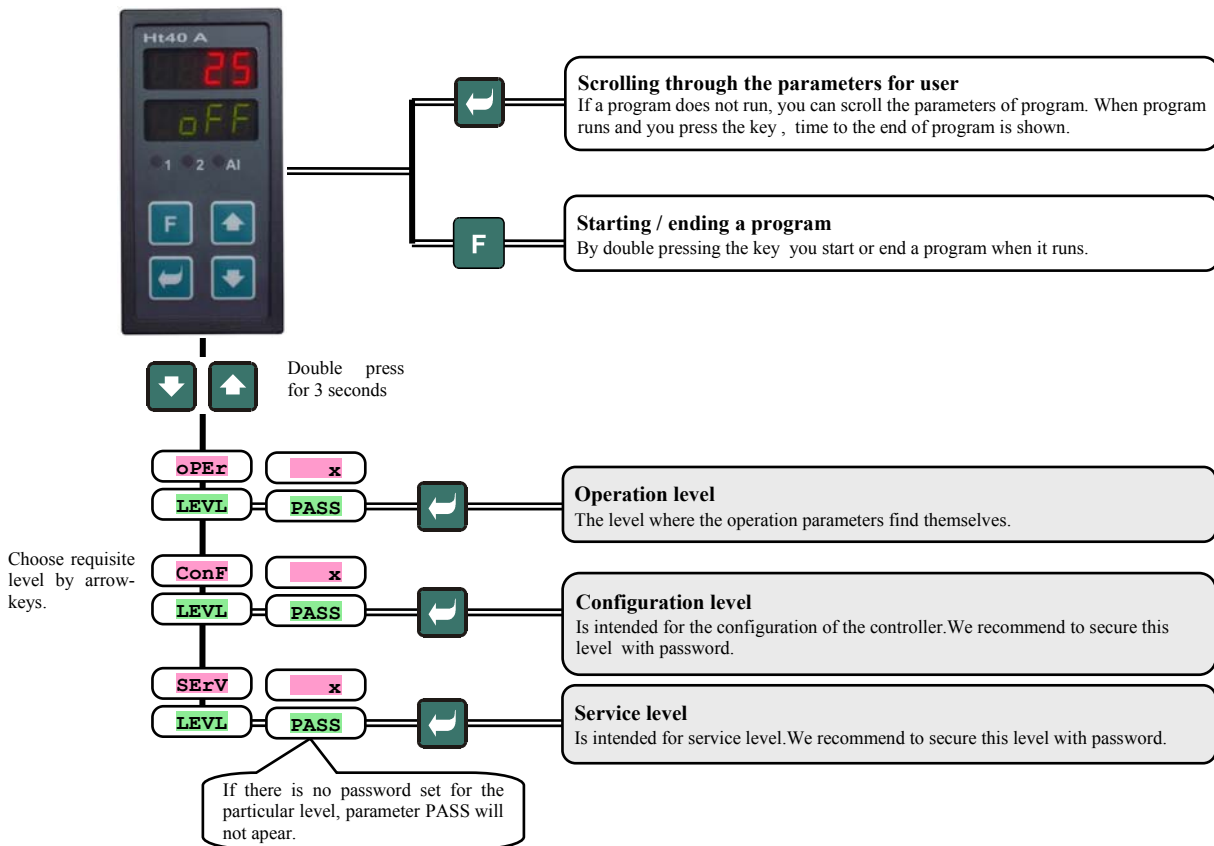 Ht40 A
25
oFF
1 2 AI
F
Scrolling through the parameters for user
If a program does not run, you can scroll the parameters of program. When program
runs and you press the key , time to the end of program is shown.
F
Starting / ending a program
By double pressing the key you start or end a program when it runs.
Double press
for 3 seconds
Choose requisite
level by arrow-
keys.
oPEr x
LEVL PASS
Operation level
The level where the operation parameters find themselves.
ConF x
LEVL PASS
Configuration level
Is intended for the configuration of the controller.We recommend to secure this
level with password.
SErV x
LEVL PASS
Service level
Is intended for service level.We recommend to secure this level with password.
If there is no password set for the
particular level, parameter PASS will
not apear.